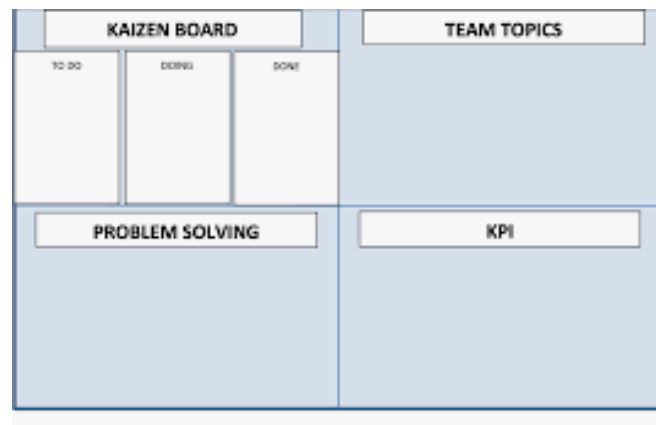 KAIZEN BOARD
TEAM TOPICS
TO DO
DOING
DONE
PROBLEM SOLVING
KPI